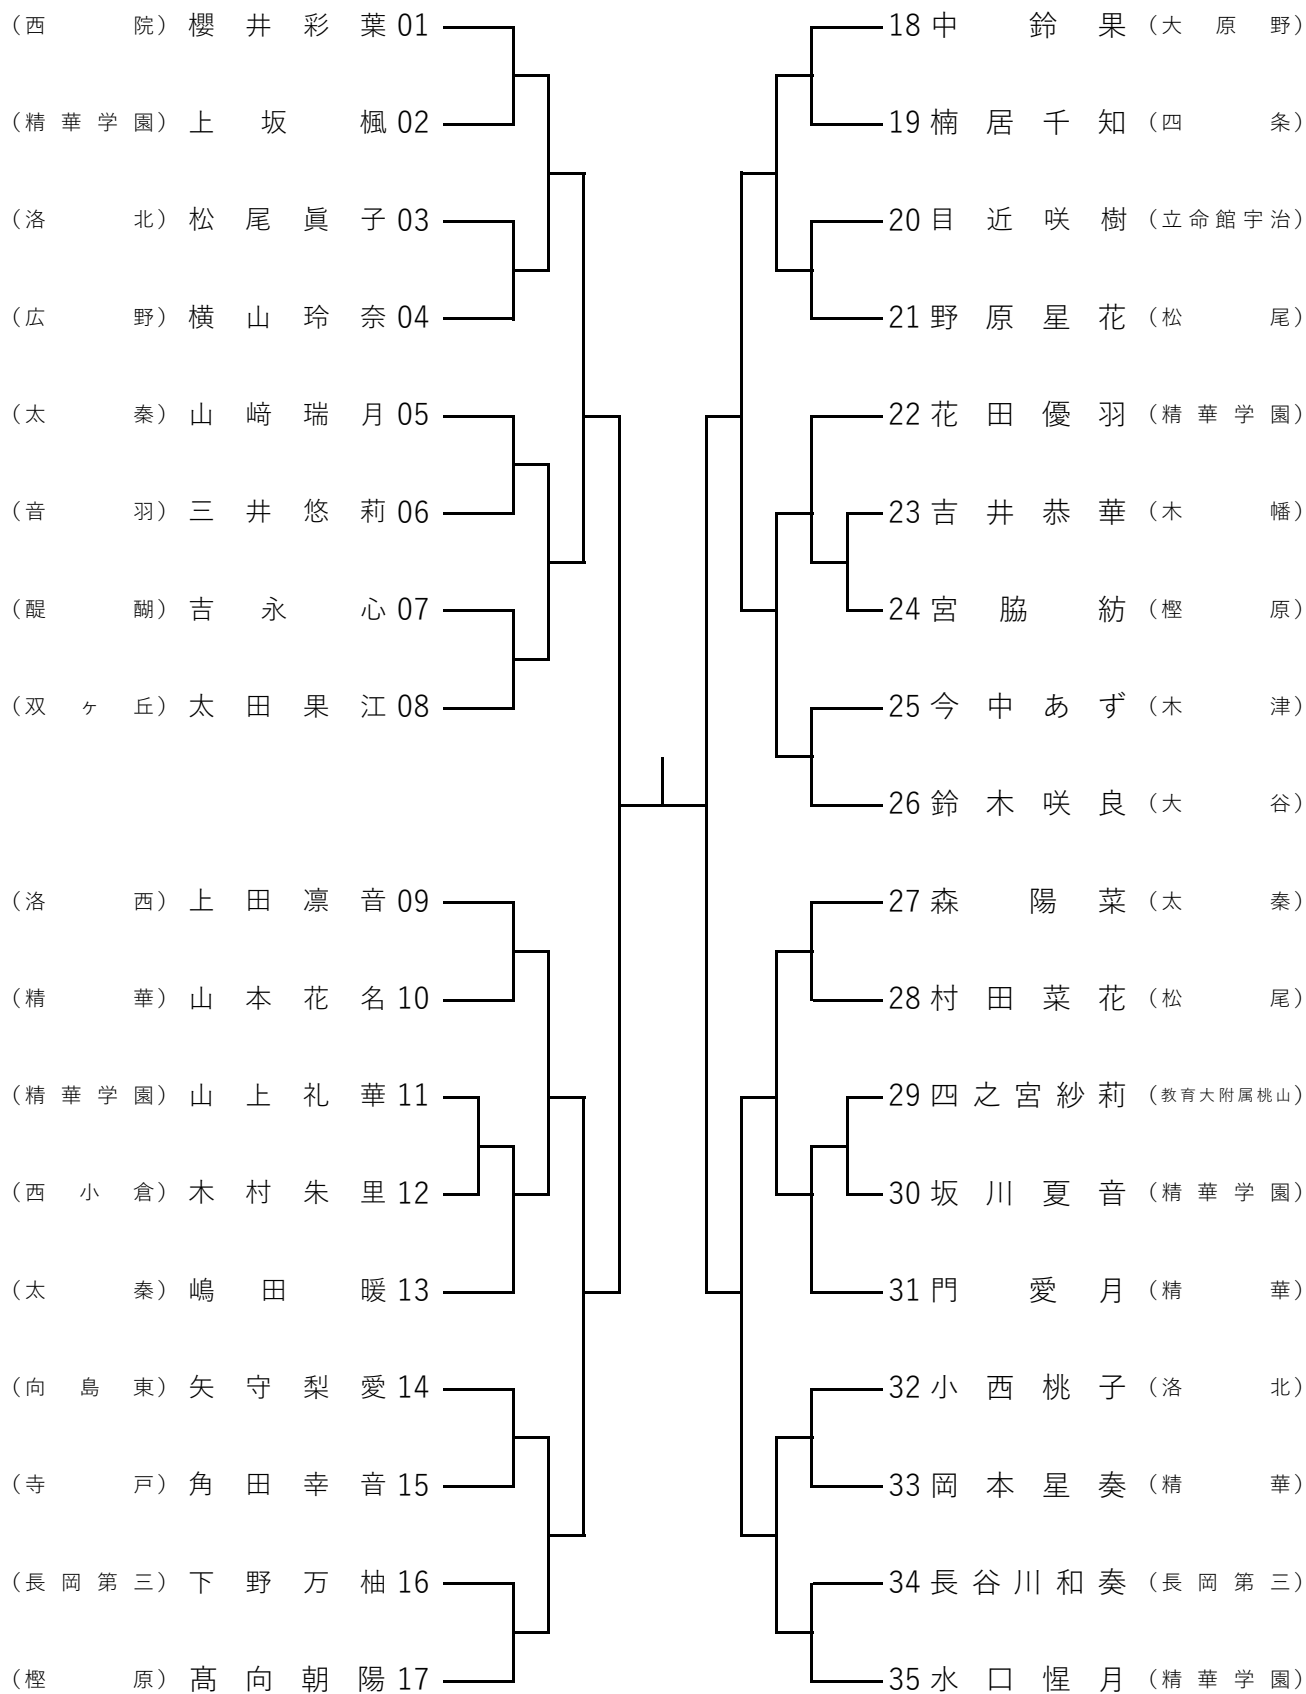 （西院）櫻井彩葉 01
（精華学園）上坂楓 02
（洛北）松尾眞子 03
（広野）横山玲奈 04
（太秦）山﨑瑞月 05
（音羽）三井悠莉 06
（醍醐）吉永心 07
（双ヶ丘）太田果江 08
（洛西）上田凛音 09
（精華）山本花名 10
（精華学園）山上礼華 11
（西小倉）木村朱里 12
（太秦）嶋田暖 13
（向島東）矢守梨愛 14
（寺戸）角田幸音 15
（長岡第三）下野万柚 16
（樫原）髙向朝陽 17
18 中鈴果（大原野）
19 楠居千知（四条）
20 目近咲樹（立命館宇治）
21 野原星花（松尾）
22 花田優羽（精華学園）
23 吉井恭華（木幡）
24 宮脇紡（樫原）
25 今中あず（木津）
26 鈴木咲良（大谷）
27 森陽菜（太秦）
28 村田菜花（松尾）
29 四之宮紗莉（教育大附属桃山）
30 坂川夏音（精華学園）
31 門愛月（精華）
32 小西桃子（洛北）
33 岡本星奏（精華）
34 長谷川和奏（長岡第三）
35 水口惺月（精華学園）